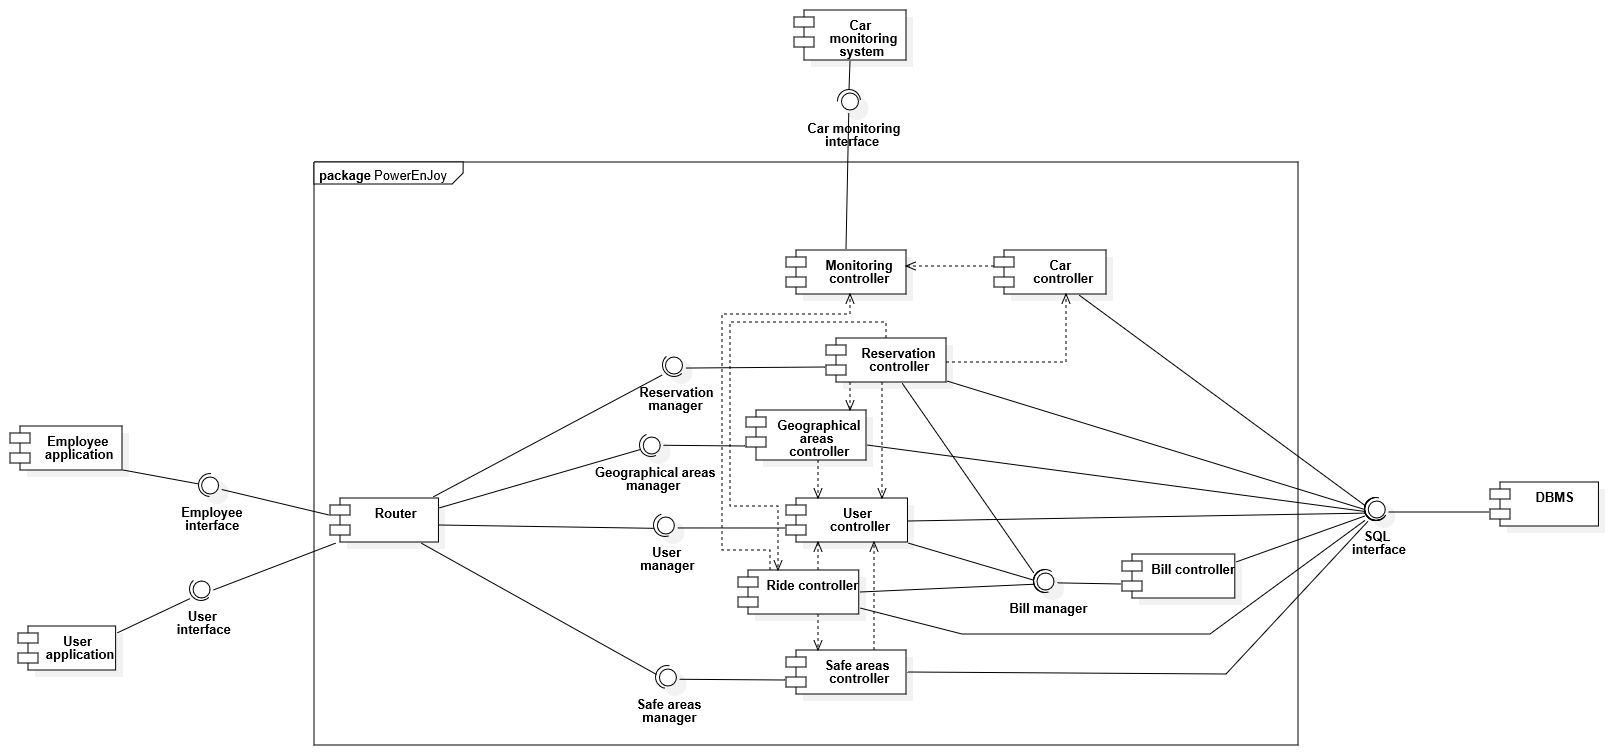 Car
monitoring
system
Car monitoring
interface
package PowerEnJoy
Monitoring
controller
Car
controller
Reservation
controller
Reservation
manager
Geographical
areas
controller
Employee
application
Geographical areas
manager
Employee
interface
Router
User
controller
DBMS
SQL
interface
User
manager
Bill controller
Ride controller
Bill manager
User
interface
User
application
Safe areas
controller
Safe areas
manager